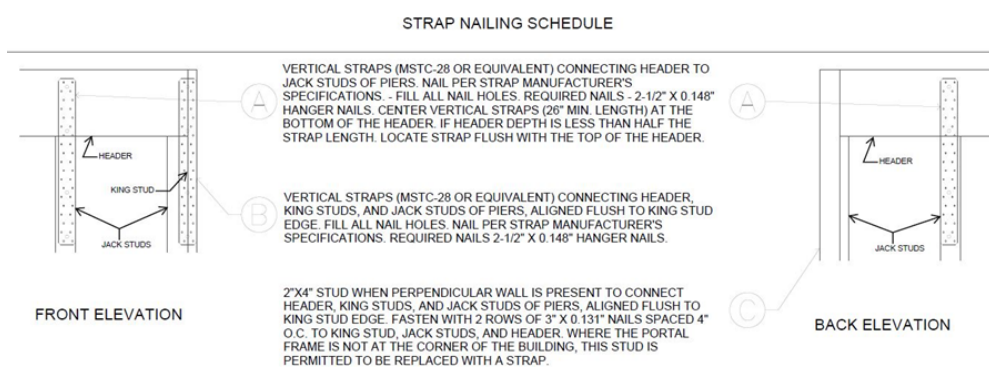 STRAP NAILING SCHEDULE
VERTICAL STRAPS (MSTC-28 OR EQUIVALENT) CONNECTING HEADER TO
JACK STUDS OF PIERS. NAIL PER STRAP MANUFACTURER'S
SPECIFICATIONS. - FILL ALL NAIL HOLES. REQUIRED NAILS - 2-1/2" X 0.148"
HANGER NAILS. CENTER VERTICAL STRAPS (26" MIN. LENGTH) AT THE
BOTTOM OF THE HEADER. IF HEADER DEPTH IS LESS THAN HALF THE
STRAP LENGTH. LOCATE STRAP FLUSH WITH THE TOP OF THE HEADER.
A
A
HEADER
KING STUD
JACK STUDS
HEADER
JACK STUDS
B
VERTICAL STRAPS (MSTC-28 OR EQUIVALENT) CONNECTING HEADER,
KING STUDS, AND JACK STUDS OF PIERS, ALIGNED FLUSH TO KING STUD
EDGE. FILL ALL NAIL HOLES. NAIL PER STRAP MANUFACTURER'S
SPECIFICATIONS. REQUIRED NAILS 2-1/2" X 0.148" HANGER NAILS.
2"X4" STUD WHEN PERPENDICULAR WALL IS PRESENT TO CONNECT
HEADER, KING STUDS, AND JACK STUDS OF PIERS, ALIGNED FLUSH TO
KING STUD EDGE. FASTEN WITH 2 ROWS OF 3" X 0.131" NAILS SPACED 4"
O.C. TO KING STUD, JACK STUDS, AND HEADER. WHERE THE PORTAL
FRAME IS NOT AT THE CORNER OF THE BUILDING, THIS STUD IS
PERMITTED TO BE REPLACED WITH A STRAP.
C
FRONT ELEVATION
BACK ELEVATION